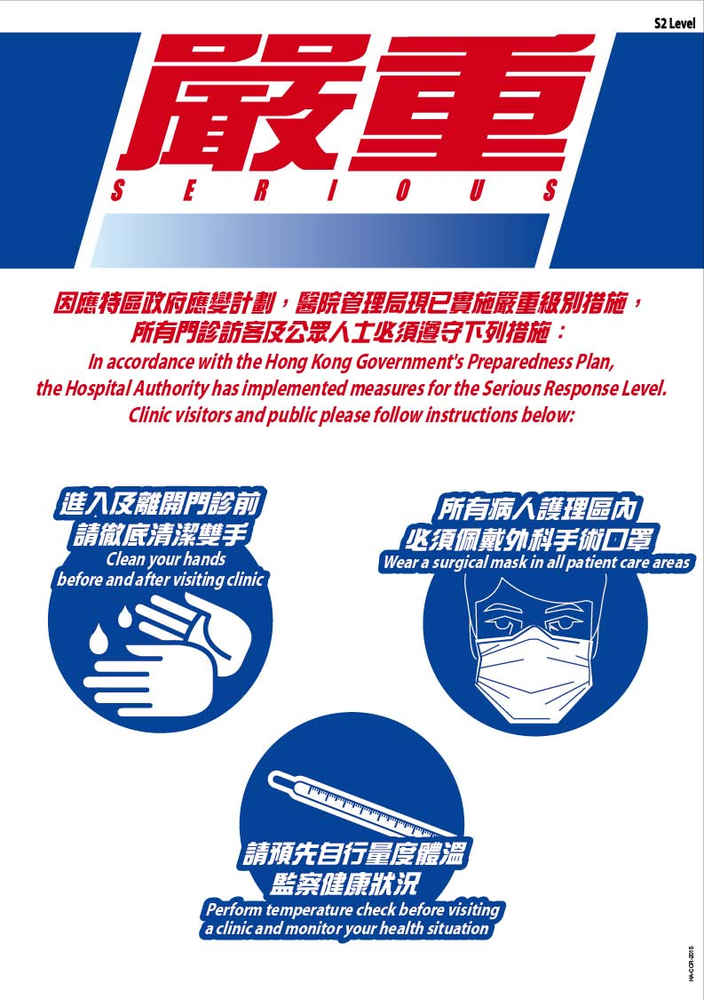 S2 Level
嚴重
SERIOUS
因應特區政府應變計劃，醫院管理局現已實施嚴重級別措施，
所有門診訪客及公眾人士必須遵守下列措施：
In accordance with the Hong Kong Government's Preparedness Plan,
the Hospital Authority has implemented measures for the Serious Response Level.
Clinic visitors and public please follow instructions below:
進入及離開門診前
請徹底清潔雙手
Clean your hands
before and after visiting clinic
所有病人護理區內
必須佩戴外科手術口罩
Wear a surgical mask in all patient care areas
請預先自行量度體溫
監察健康狀況
Perform temperature check before visiting
a clinic and monitor your health situation
HA-CCR-2015